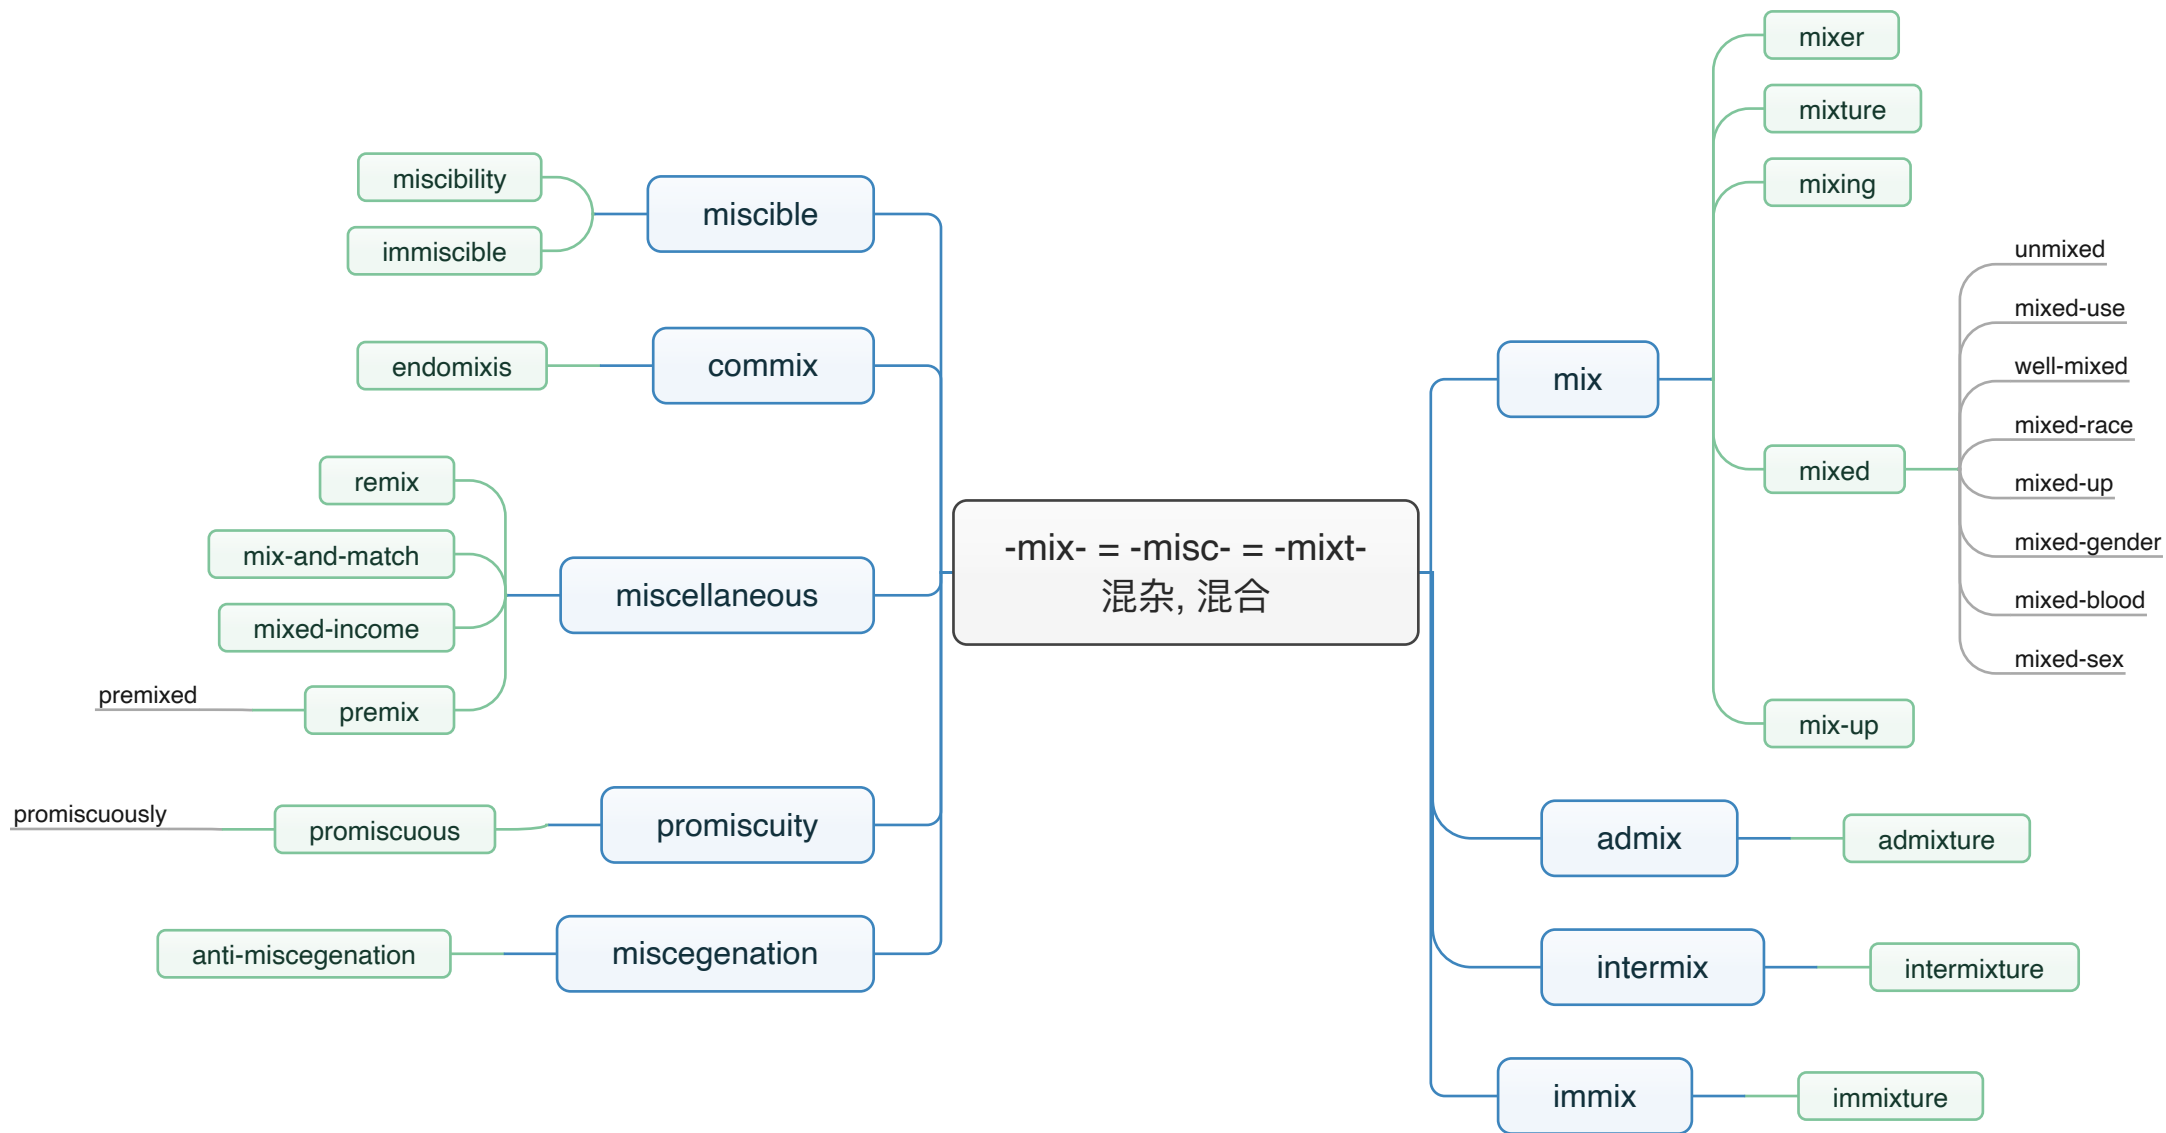 -mix- = -misc- = -mixt-
混杂, 混合
mix
mixer
mixture
mixing
mixed
unmixed
mixed-use
well-mixed
mixed-race
mixed-up
mixed-gender
mixed-blood
mixed-sex
mix-up
admix
admixture
intermix
intermixture
immix
immixture
miscible
miscibility
immiscible
commix
endomixis
miscellaneous
remix
mix-and-match
mixed-income
premix
premixed
promiscuity
promiscuous
promiscuously
miscegenation
anti-miscegenation